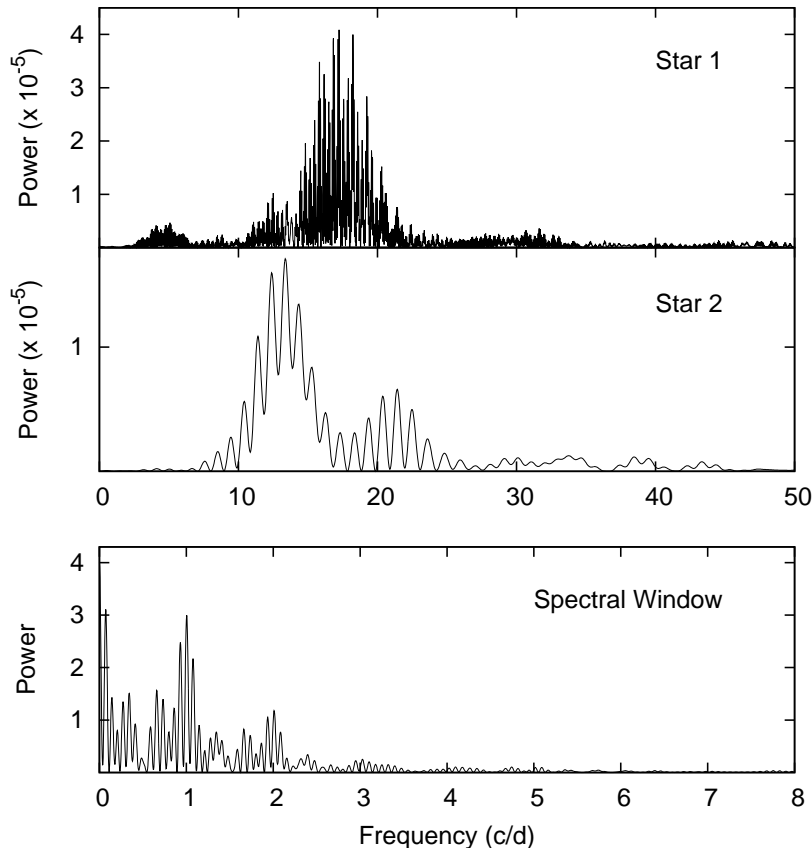 4
3
2
1
Power (x 10-5)
Star 1
1
Power (x 10-5)
Star 2
0 10 20 30 40 50
4
3
2
1
Power
Spectral Window
0 1 2 3 4 5 6 7 8
Frequency (c/d)